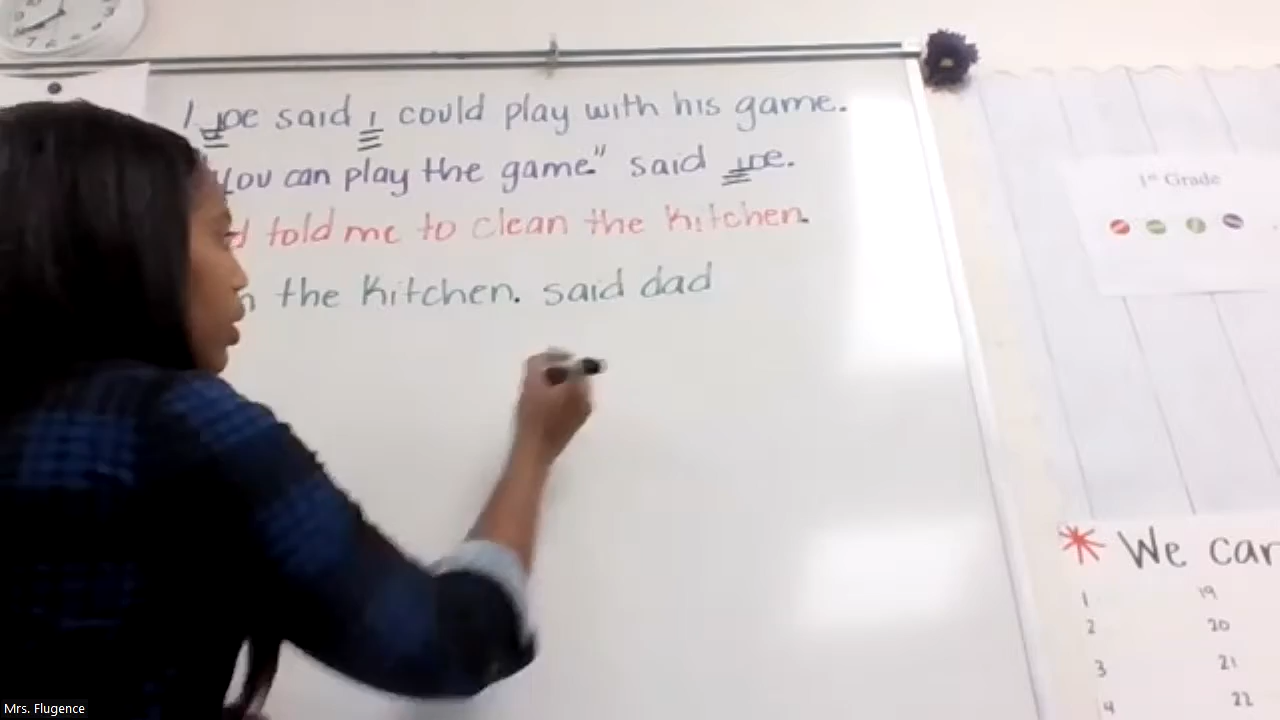 1 joe said i could play with his game.
you can play the game." said joe.
told me to clean the kitchen.
the kitchen. said dad
1st Grade
We can
1 19
2 20
3 21
4 22
Mrs. Flugence